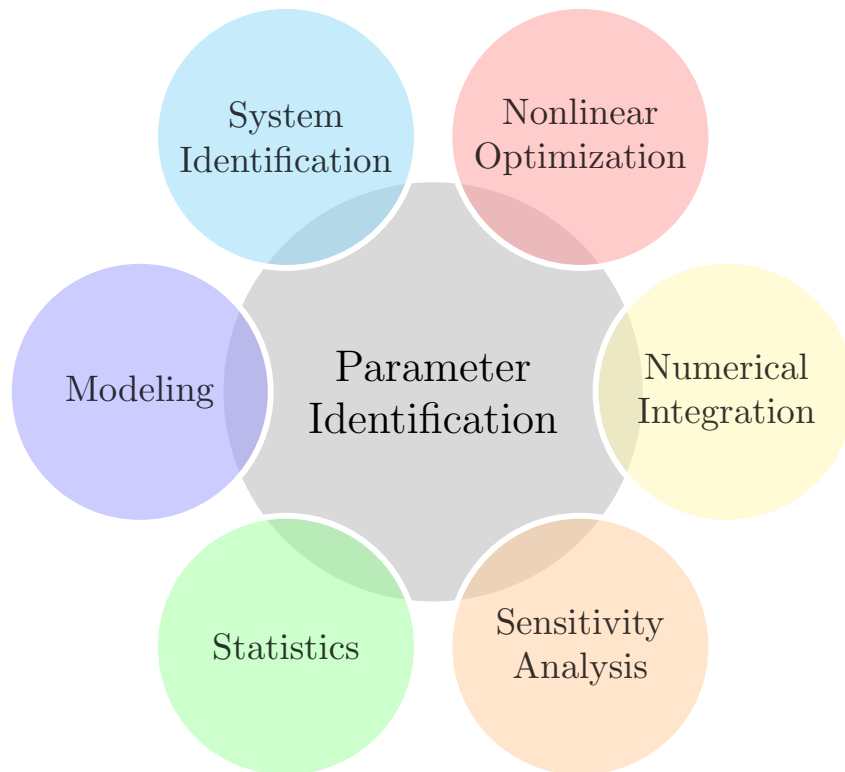 System
Identification
Nonlinear
Optimization
Modeling
Parameter
Identification
Numerical
Integration
Statistics
Sensitivity
Analysis